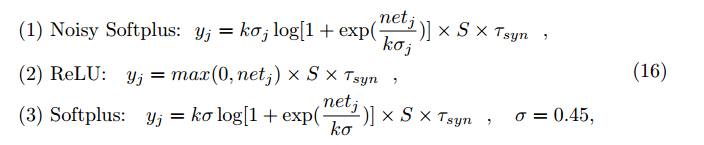 (1) Noisy Softplus: y_j = kσ_j log[1 + exp(net_j / kσ_j)] × S × τ_syn ,
(2) ReLU: y_j = max(0, net_j) × S × τ_syn , (16)
(3) Softplus: y_j = kσ log[1 + exp(net_j / kσ)] × S × τ_syn , σ = 0.45,